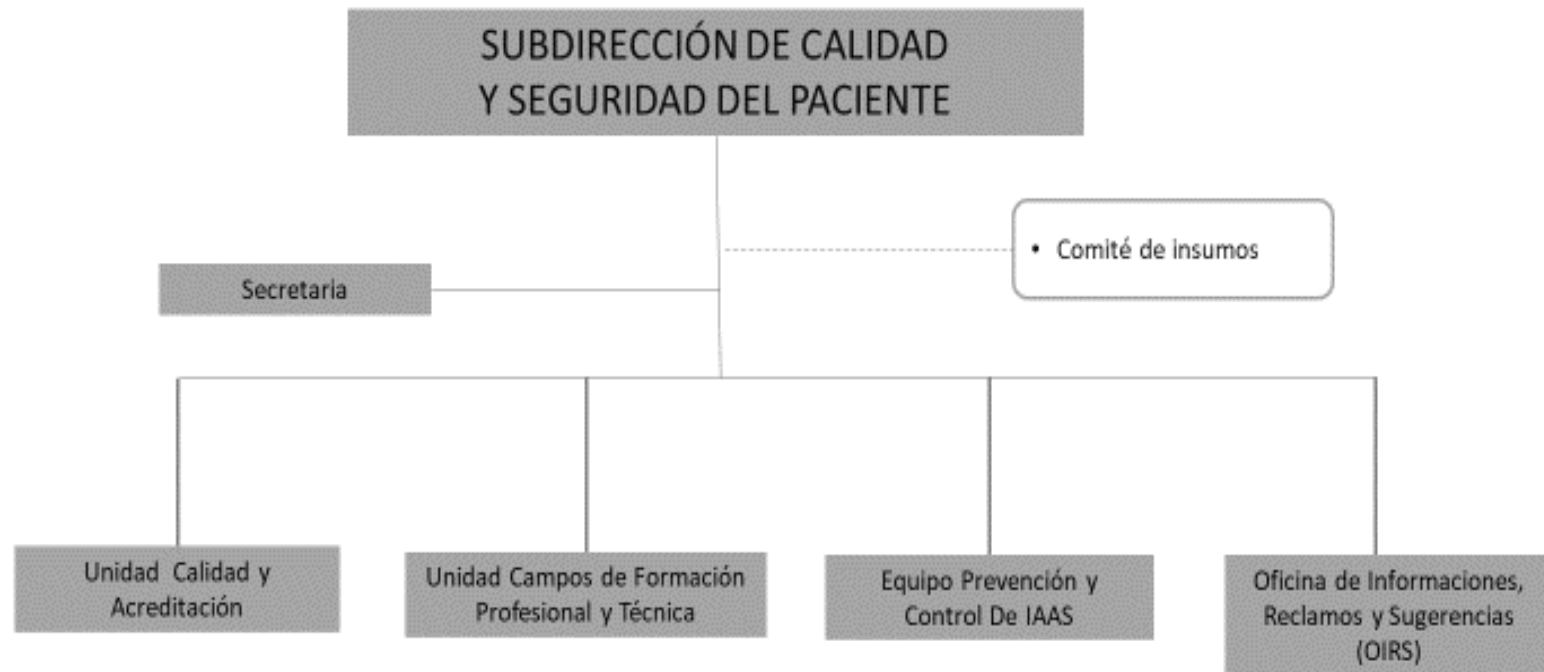 SUBDIRECCIÓN DE CALIDAD
Y SEGURIDAD DEL PACIENTE
• Comité de insumos
Secretaria
Unidad Calidad y
Acreditación
Unidad Campos de Formación
Profesional y Técnica
Equipo Prevención y
Control De IAAS
Oficina de Informaciones,
Reclamos y Sugerencias
(OIRS)